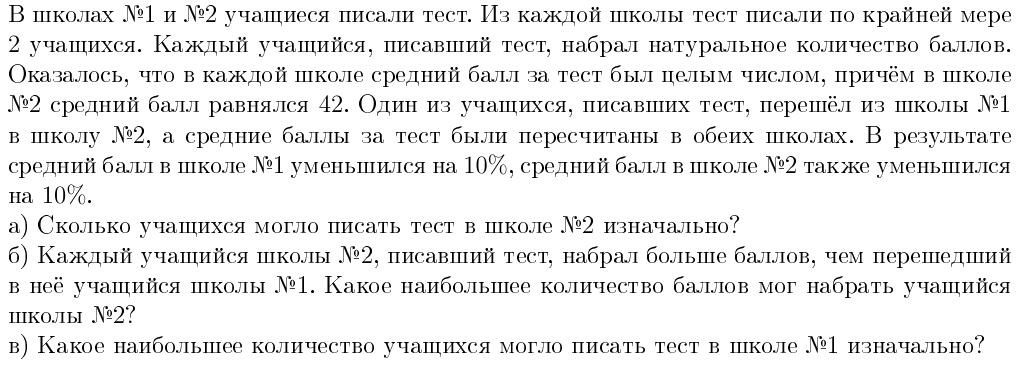 В школах №1 и №2 учащиеся писали тест. Из каждой школы тест писали по крайней мере
2 учащихся. Каждый учащийся, писавший тест, набрал натуральное количество баллов.
Оказалось, что в каждой школе средний балл за тест был целым числом, причём в школе
№2 средний балл равнялся 42. Один из учащихся, писавших тест, перешёл из школы №1
в школу №2, а средние баллы за тест были пересчитаны в обеих школах. В результате
средний балл в школе №1 уменьшился на 10%, средний балл в школе №2 также уменьшился
на 10%.
а) Сколько учащихся могло писать тест в школе №2 изначально?
б) Каждый учащийся школы №2, писавший тест, набрал больше баллов, чем перешедший
в неё учащийся школы №1. Какое наибольшее количество баллов мог набрать учащийся
школы №2?
в) Какое наибольшее количество учащихся могло писать тест в школе №1 изначально?